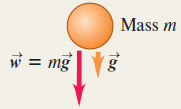 Mass m
w⃗ = mg⃗
g⃗